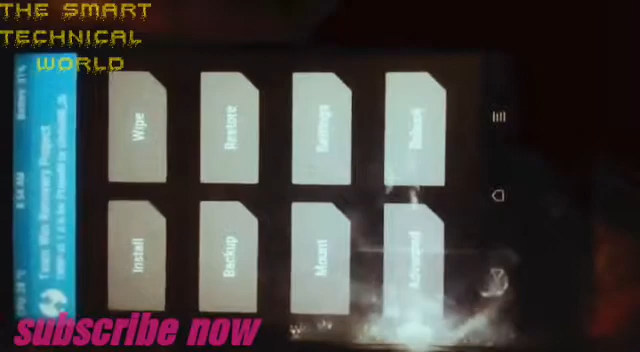 THE SMART
TECHNICAL
WORLD
Team Win Recovery Project
Install
Wipe
Backup
Restore
Mount
Settings
Advanced
Reboot
subscribe now